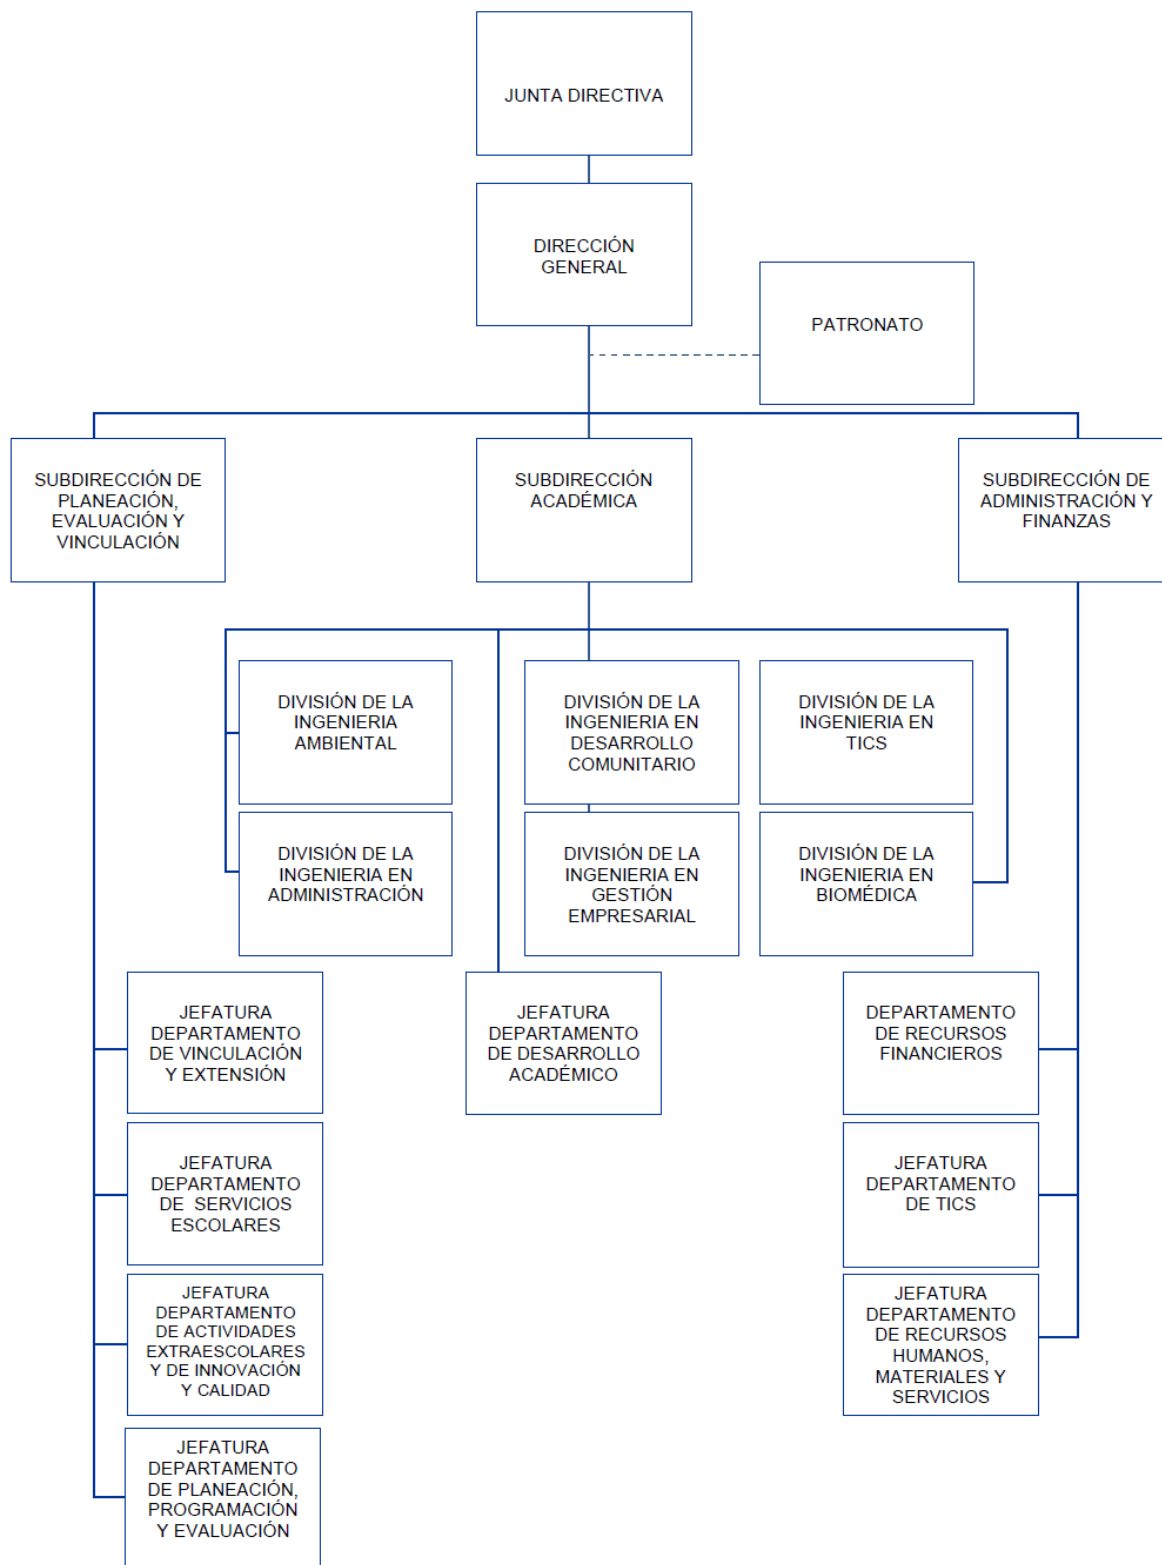 JUNTA DIRECTIVA
DIRECCIÓN
GENERAL
PATRONATO
SUBDIRECCIÓN DE
PLANEACIÓN,
EVALUACIÓN Y
VINCULACIÓN
SUBDIRECCIÓN
ACADÉMICA
SUBDIRECCIÓN DE
ADMINISTRACIÓN Y
FINANZAS
DIVISIÓN DE LA
INGENIERIA
AMBIENTAL
DIVISIÓN DE LA
INGENIERIA EN
DESARROLLO
COMUNITARIO
DIVISIÓN DE LA
INGENIERIA EN
TICS
DIVISIÓN DE LA
INGENIERIA EN
ADMINISTRACIÓN
DIVISIÓN DE LA
INGENIERIA EN
GESTIÓN
EMPRESARIAL
DIVISIÓN DE LA
INGENIERIA EN
BIOMÉDICA
JEFATURA
DEPARTAMENTO
DE VINCULACIÓN
Y EXTENSIÓN
JEFATURA
DEPARTAMENTO
DE DESARROLLO
ACADÉMICO
DEPARTAMENTO
DE RECURSOS
FINANCIEROS
JEFATURA
DEPARTAMENTO
DE SERVICIOS
ESCOLARES
JEFATURA
DEPARTAMENTO
DE TICS
JEFATURA
DEPARTAMENTO
DE ACTIVIDADES
EXTRAESCOLARES
Y DE INNOVACIÓN
Y CALIDAD
JEFATURA
DEPARTAMENTO
DE RECURSOS
HUMANOS,
MATERIALES Y
SERVICIOS
JEFATURA
DEPARTAMENTO
DE PLANEACIÓN,
PROGRAMACIÓN
Y EVALUACIÓN